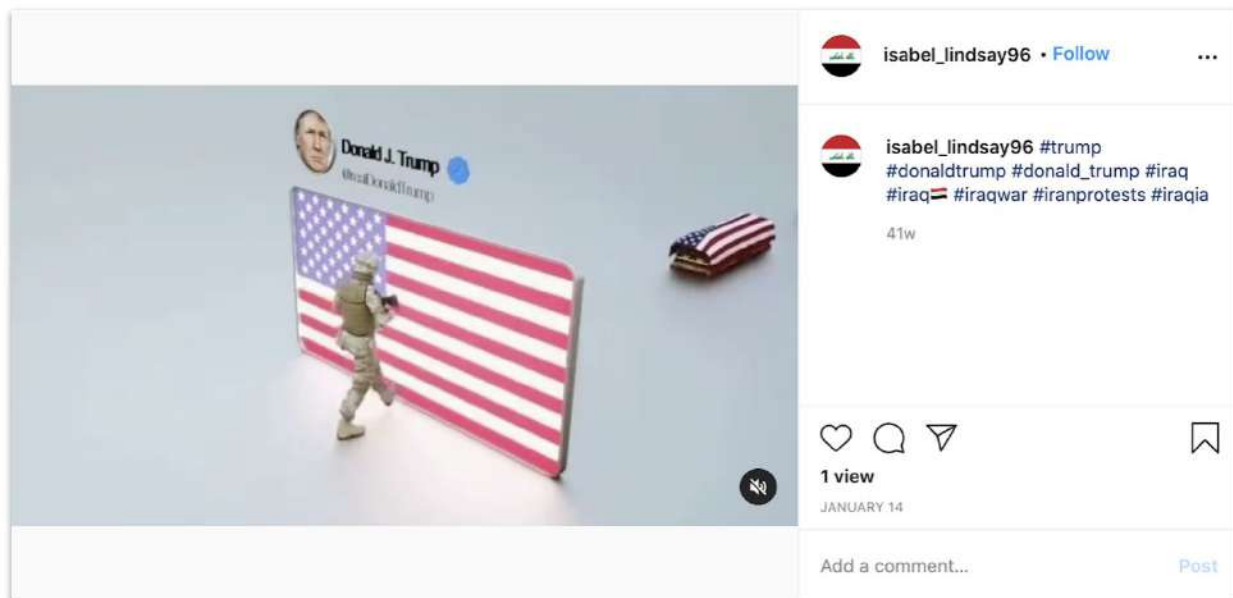 isabel_lindsay96 • Follow
Donald J. Trump
@realDonaldTrump
isabel_lindsay96 #trump
#donaldtrump #donald_trump #iraq
#iraq🇮🇶 #iraqwar #iranprotests #iraqia
41w
1 view
JANUARY 14
Add a comment... Post